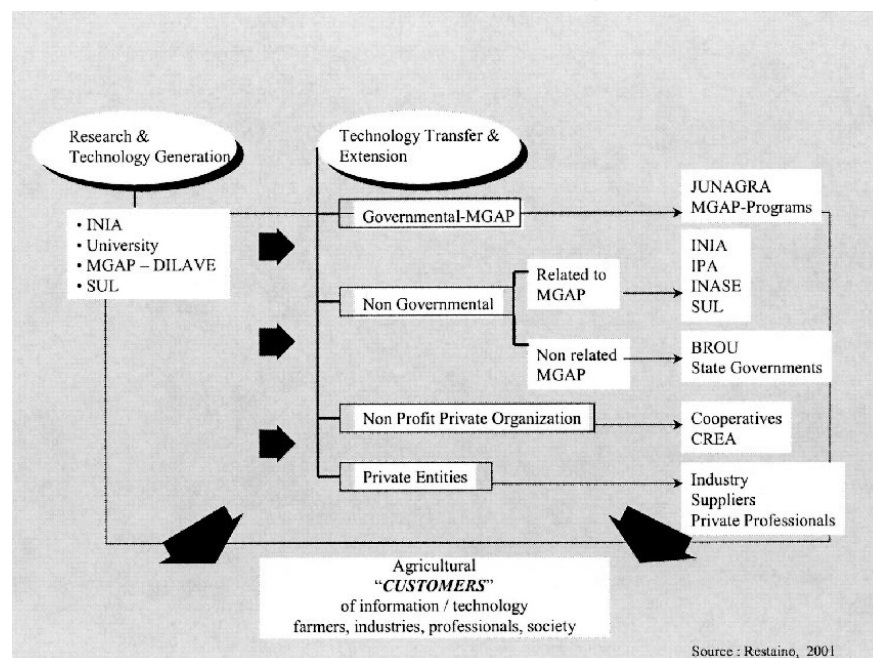 Research &
Technology Generation
• INIA
• University
• MGAP – DILAVE
• SUL
Technology Transfer &
Extension
Governmental-MGAP
JUNAGRA
MGAP-Programs
Non Governmental
Related to
MGAP
INIA
IPA
INASE
SUL
Non related
MGAP
BROU
State Governments
Non Profit Private Organization
Cooperatives
CREA
Private Entities
Industry
Suppliers
Private Professionals
Agricultural
“CUSTOMERS”
of information / technology
farmers, industries, professionals, society
Source : Restaino, 2001